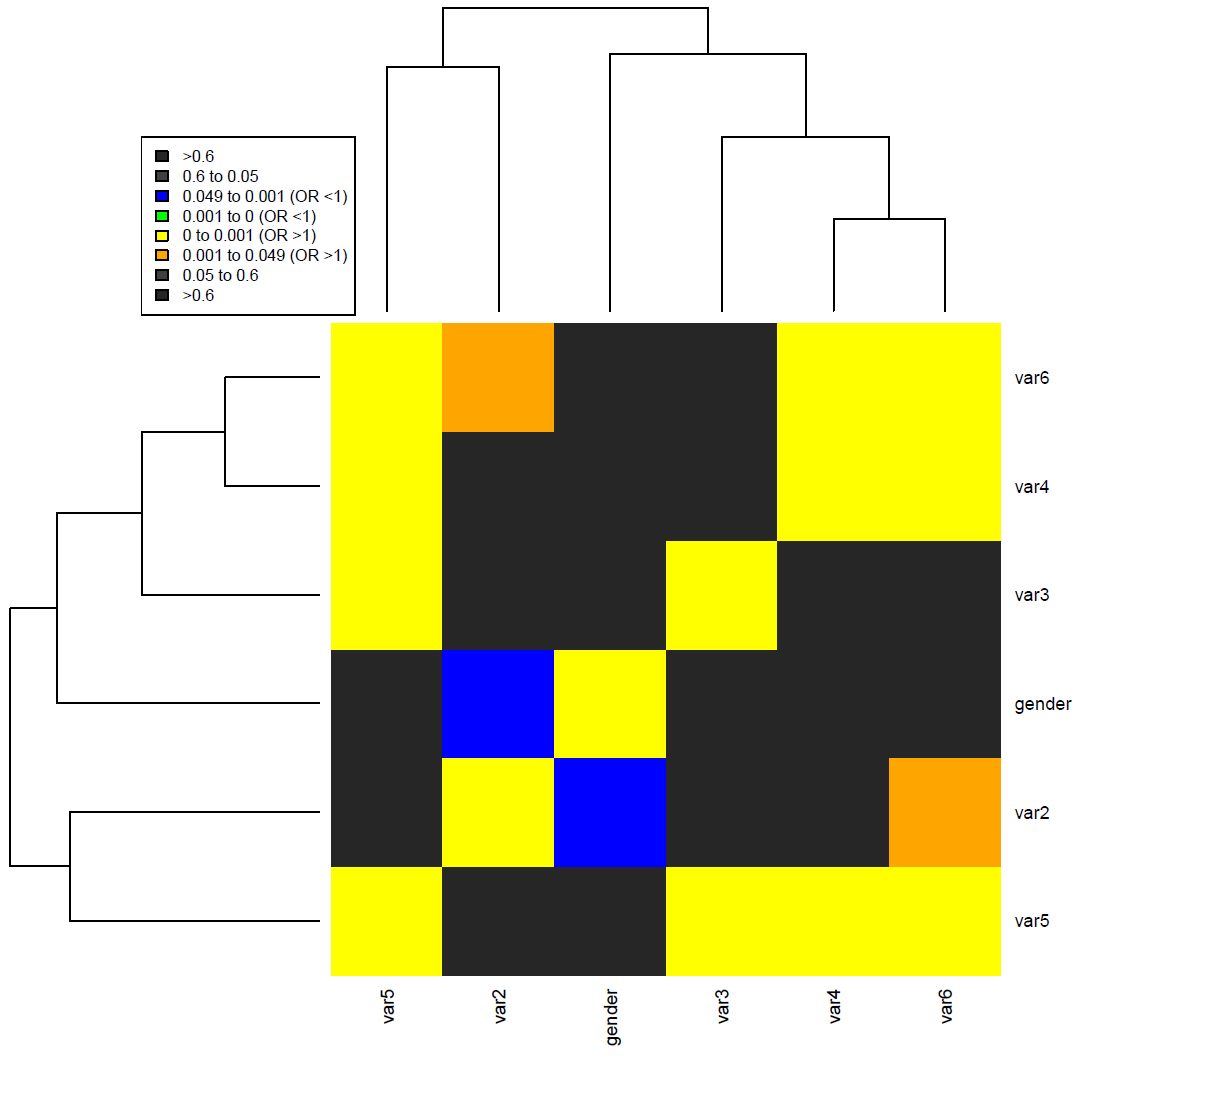 >0.6
0.6 to 0.05
0.049 to 0.001 (OR <1)
0.001 to 0 (OR <1)
0 to 0.001 (OR >1)
0.001 to 0.049 (OR >1)
0.05 to 0.6
>0.6
var6
var4
var3
gender
var2
var5
var5
var2
gender
var3
var4
var6